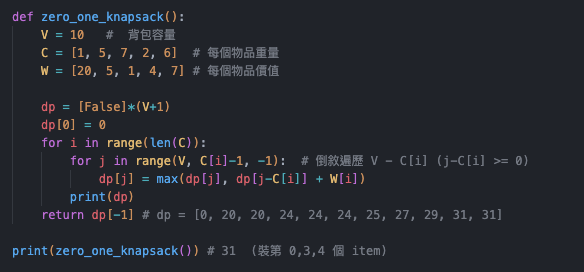 def zero_one_knapsack():
    V = 10   #  背包容量
    C = [1, 5, 7, 2, 6]  # 每個物品重量
    W = [20, 5, 1, 4, 7] # 每個物品價值

    dp = [False]*(V+1)
    dp[0] = 0
    for i in range(len(C)):
        for j in range(V, C[i]-1, -1):  # 倒敘遍歷 V - C[i] (j-C[i] >= 0)
            dp[j] = max(dp[j], dp[j-C[i]] + W[i])
        print(dp)
    return dp[-1] # dp = [0, 20, 20, 24, 24, 24, 25, 27, 29, 31, 31]

print(zero_one_knapsack()) # 31  (裝第 0,3,4 個 item)